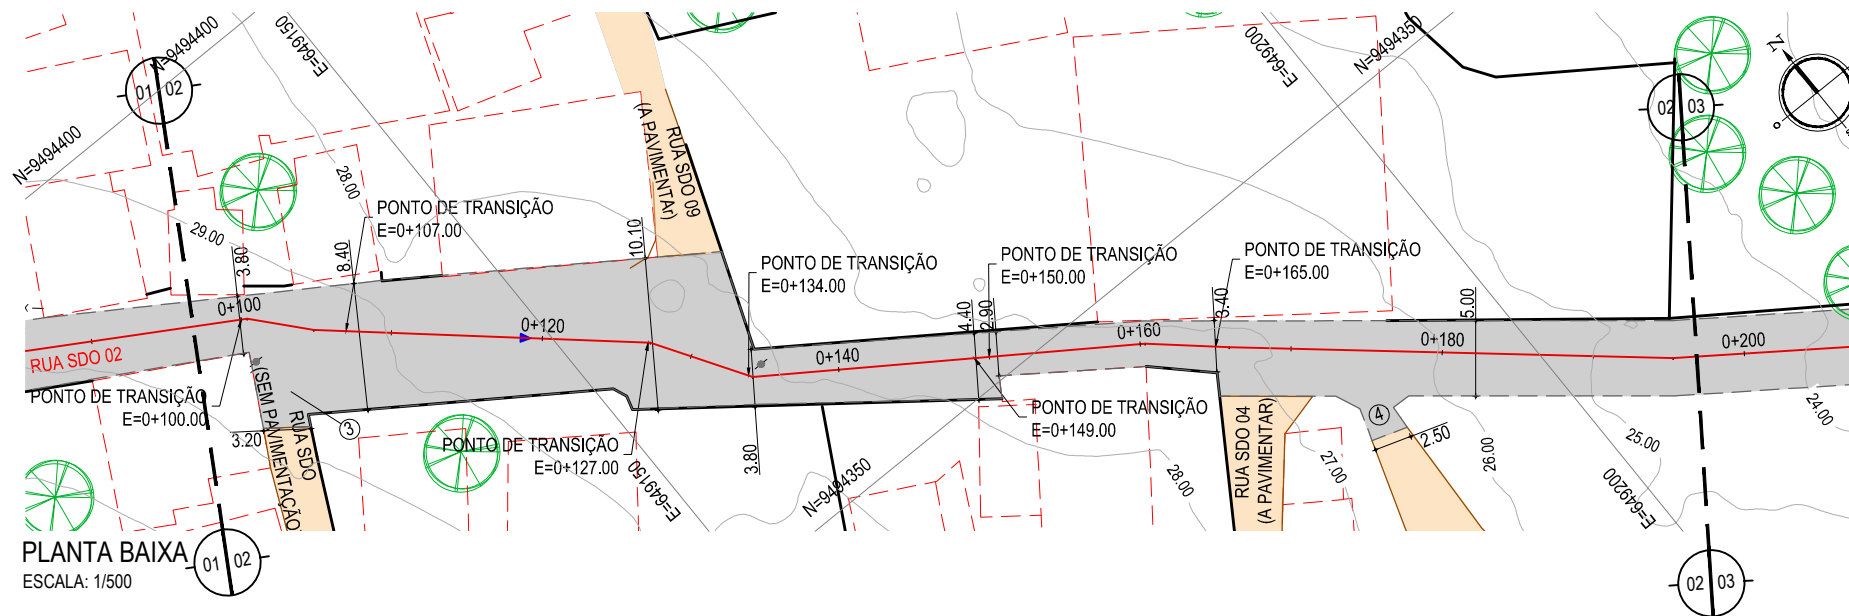 N=9494400
E=649150
E=649200
N=9494350
Z
01
02
02
03
N=9494400
28.00
29.00
RUA SDO 09
(A PAVIMENTAr)
PONTO DE TRANSIÇÃO
E=0+107.00
3.80
8.40
10.10
PONTO DE TRANSIÇÃO
E=0+134.00
PONTO DE TRANSIÇÃO
E=0+150.00
PONTO DE TRANSIÇÃO
E=0+165.00
4.40
2.90
3.40
5.00
0+100
0+120
0+140
0+160
0+180
0+200
RUA SDO 02
PONTO DE TRANSIÇÃO
E=0+100.00
3.20
RUA SDO
(SEM PAVIMENTAÇÃO
3
PONTO DE TRANSIÇÃO
E=0+127.00
3.80
PONTO DE TRANSIÇÃO
E=0+149.00
4
2.50
24.00
25.00
26.00
27.00
28.00
RUA SDO 04
(A PAVIMENTAR)
E=649150
N=9494350
E=649200
PLANTA BAIXA
ESCALA: 1/500
01
02
02
03